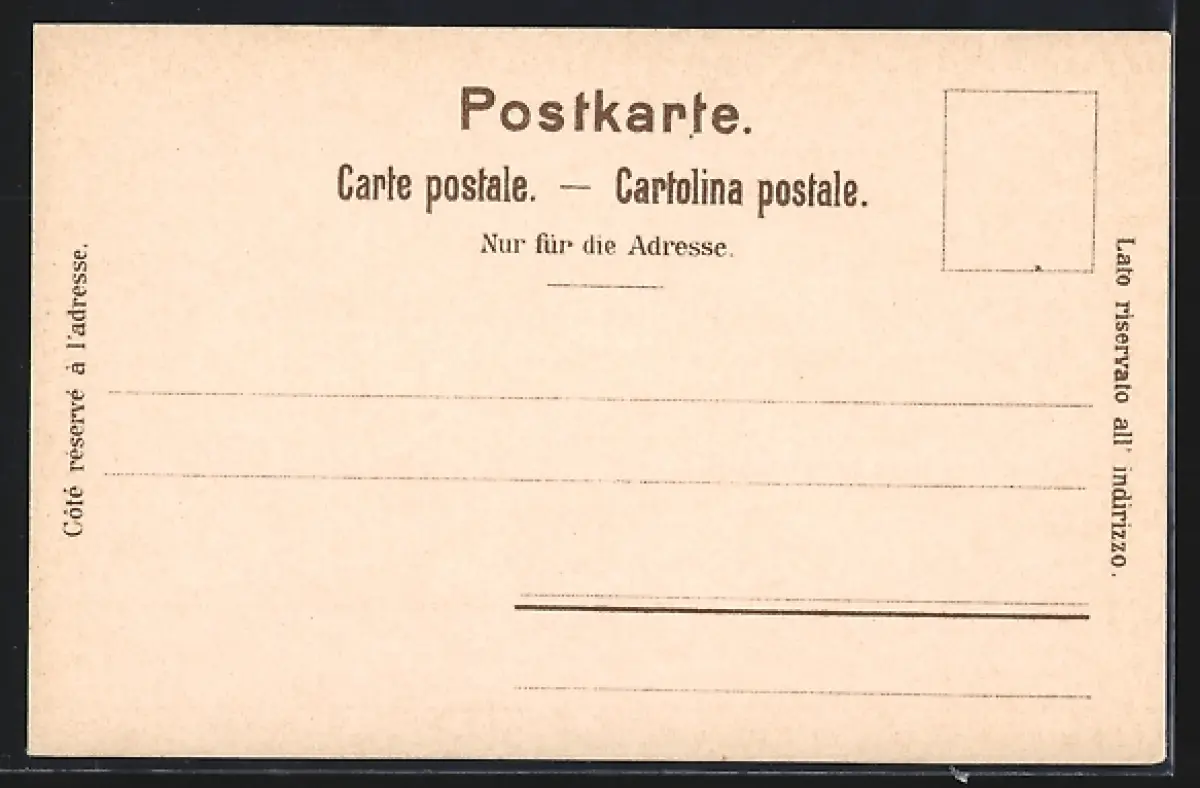 Postkarte.
Carte postale. — Cartolina postale.
Nur für die Adresse.
Côté réservé à l'adresse.
Lato riservato all' indirizzo.